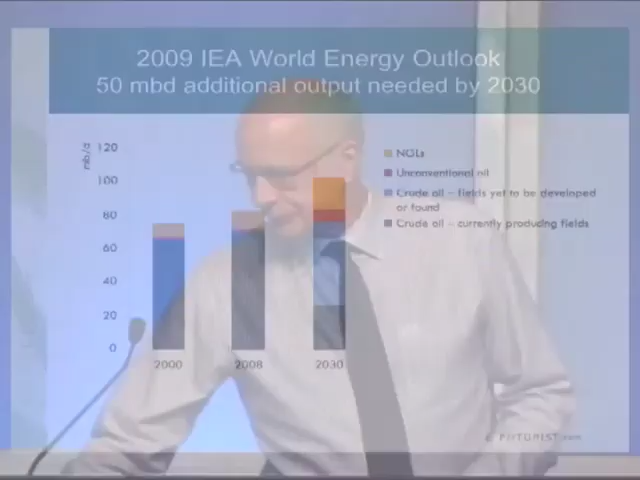 2009 IEA World Energy Outlook
50 mbd additional output needed by 2030
mb/d
120
100
80
60
40
20
0
2000
2008
2030
NGLs
Unconventional oil
Crude oil – fields yet to be developed
or found
Crude oil – currently producing fields